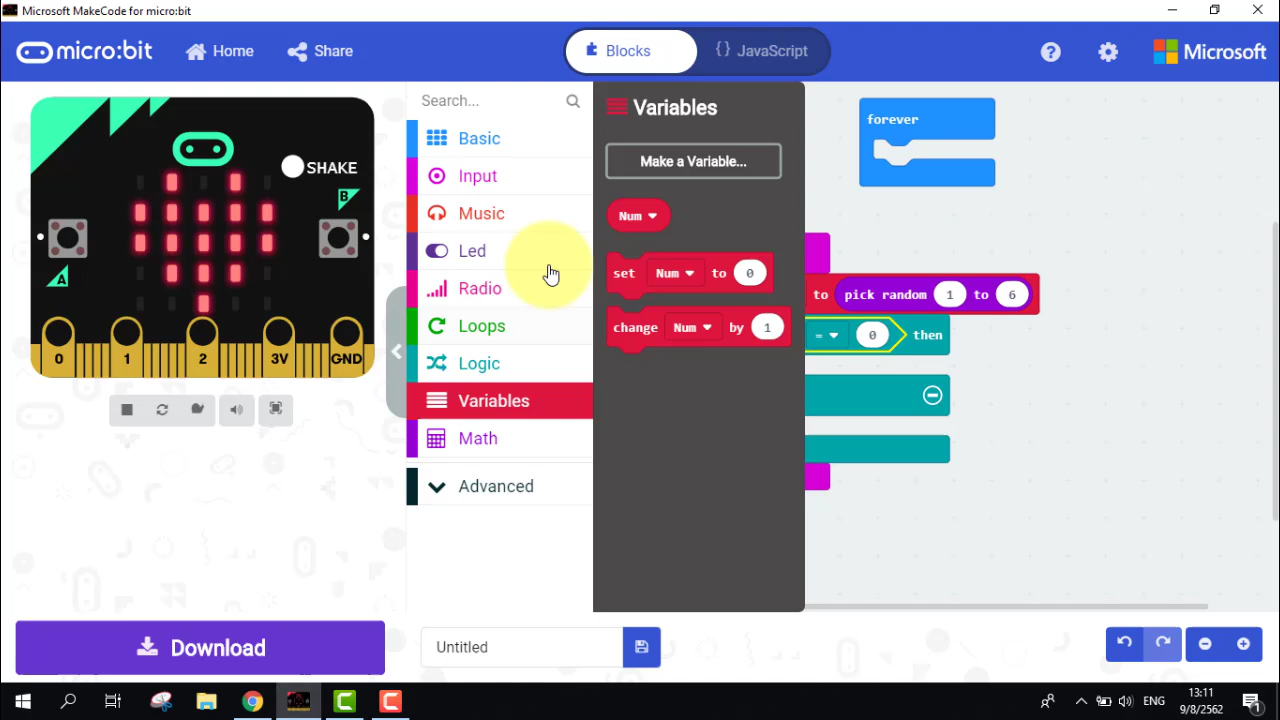 Microsoft MakeCode for micro:bit
micro:bit
Home
Share
Blocks
{} JavaScript
?
Microsoft
SHAKE
B
A
0
1
2
3V
GND
Download
Search...
Basic
Input
Music
Led
Radio
Loops
Logic
Variables
Math
Advanced
Variables
Make a Variable...
Num
set Num to 0
change Num by 1
forever
to pick random 1 to 6
= 0 then
Untitled
ENG
13:11
9/8/2562
1